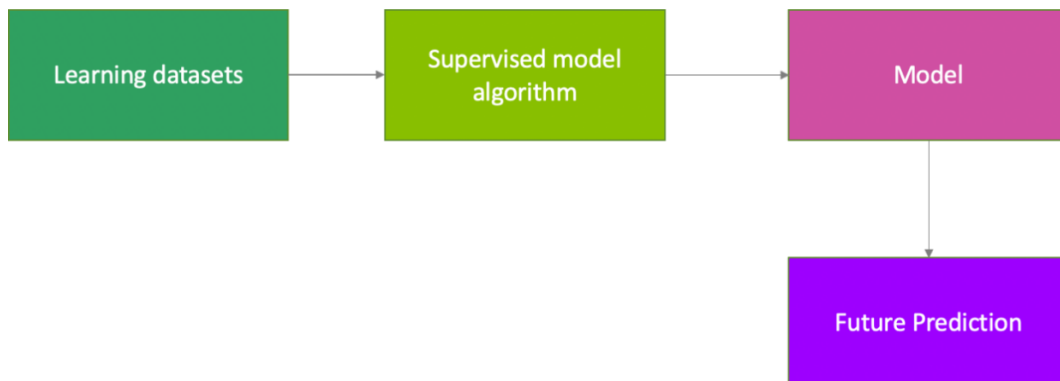 Learning datasets
Supervised model
algorithm
Model
Future Prediction